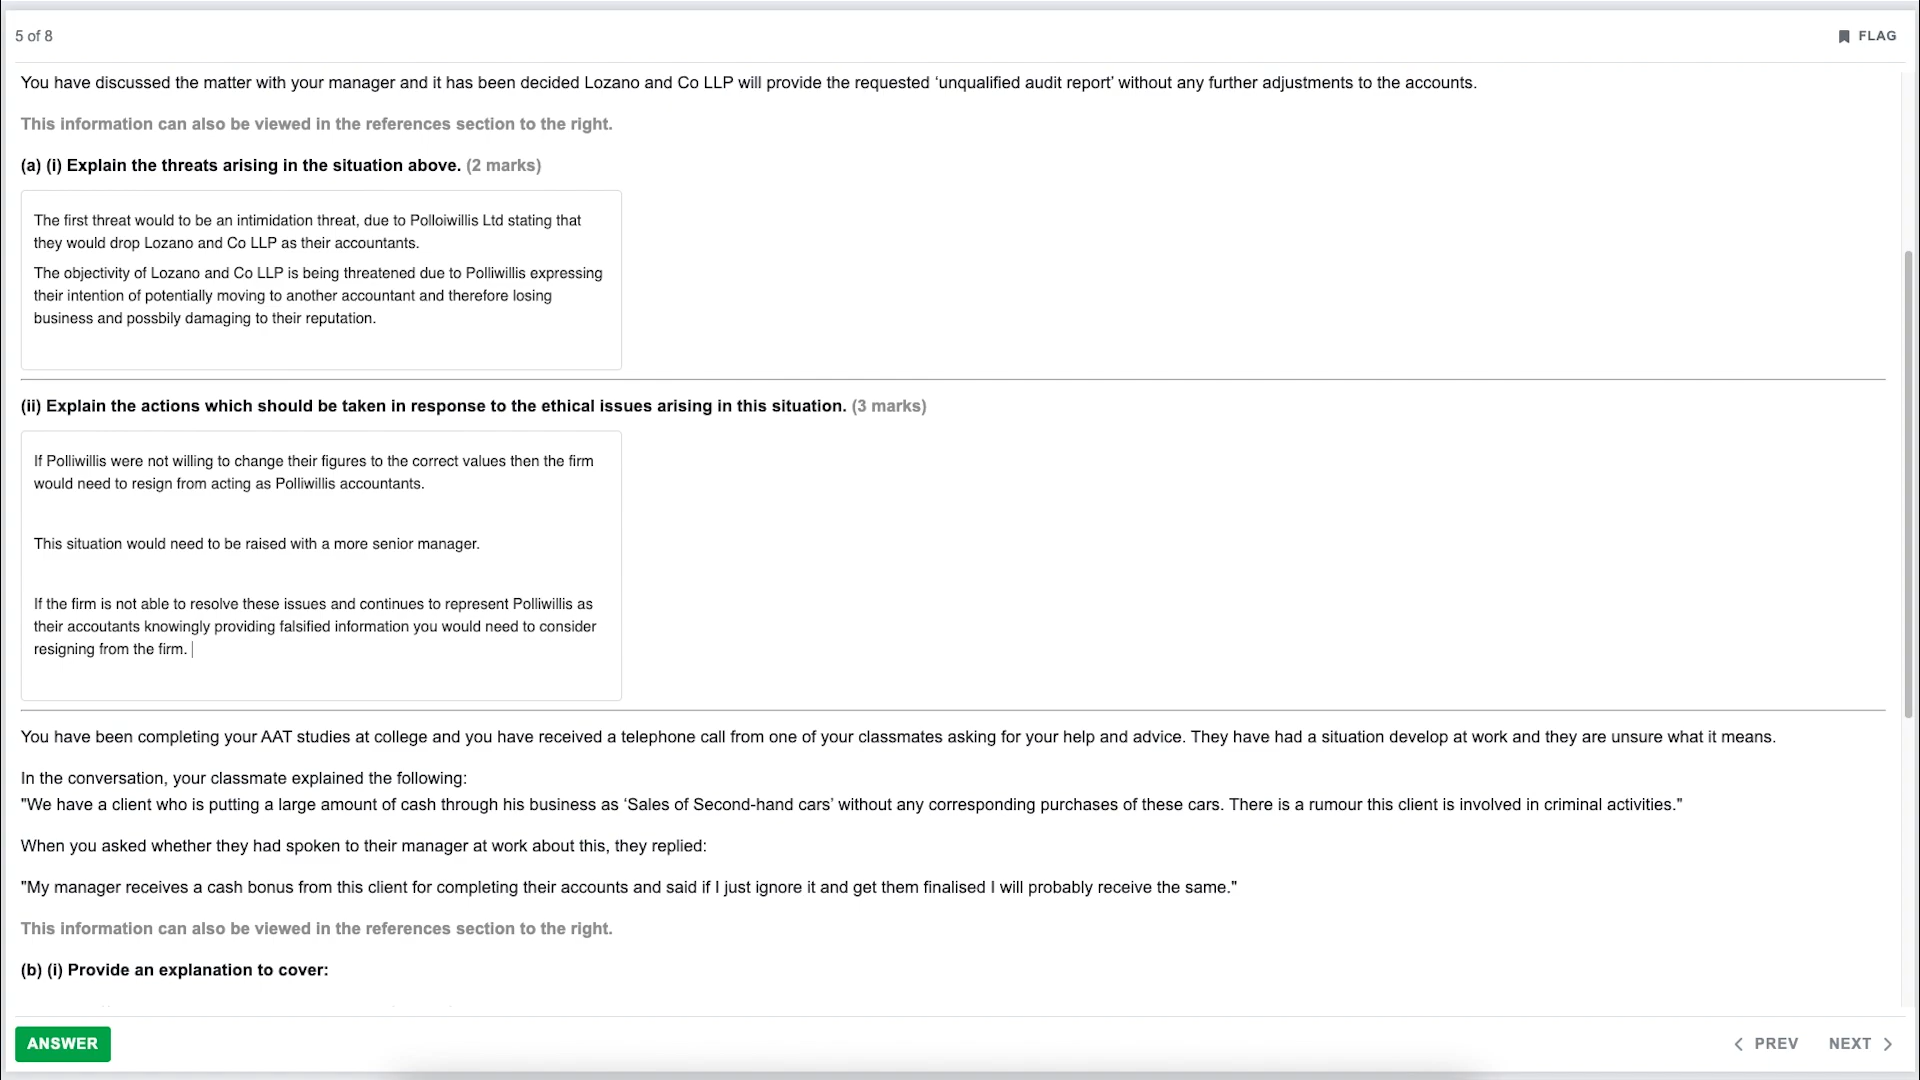 5 of 8
FLAG
You have discussed the matter with your manager and it has been decided Lozano and Co LLP will provide the requested ‘unqualified audit report’ without any further adjustments to the accounts.
This information can also be viewed in the references section to the right.
(a) (i) Explain the threats arising in the situation above. (2 marks)
The first threat would to be an intimidation threat, due to Polloiwillis Ltd stating that
they would drop Lozano and Co LLP as their accountants.
The objectivity of Lozano and Co LLP is being threatened due to Polliwillis expressing
their intention of potentially moving to another accountant and therefore losing
business and possbily damaging to their reputation.
(ii) Explain the actions which should be taken in response to the ethical issues arising in this situation. (3 marks)
If Polliwillis were not willing to change their figures to the correct values then the firm
would need to resign from acting as Polliwillis accountants.
This situation would need to be raised with a more senior manager.
If the firm is not able to resolve these issues and continues to represent Polliwillis as
their accoutants knowingly providing falsified information you would need to consider
resigning from the firm.
You have been completing your AAT studies at college and you have received a telephone call from one of your classmates asking for your help and advice. They have had a situation develop at work and they are unsure what it means.
In the conversation, your classmate explained the following:
"We have a client who is putting a large amount of cash through his business as ‘Sales of Second-hand cars’ without any corresponding purchases of these cars. There is a rumour this client is involved in criminal activities."
When you asked whether they had spoken to their manager at work about this, they replied:
"My manager receives a cash bonus from this client for completing their accounts and said if I just ignore it and get them finalised I will probably receive the same."
This information can also be viewed in the references section to the right.
(b) (i) Provide an explanation to cover:
ANSWER
PREV
NEXT